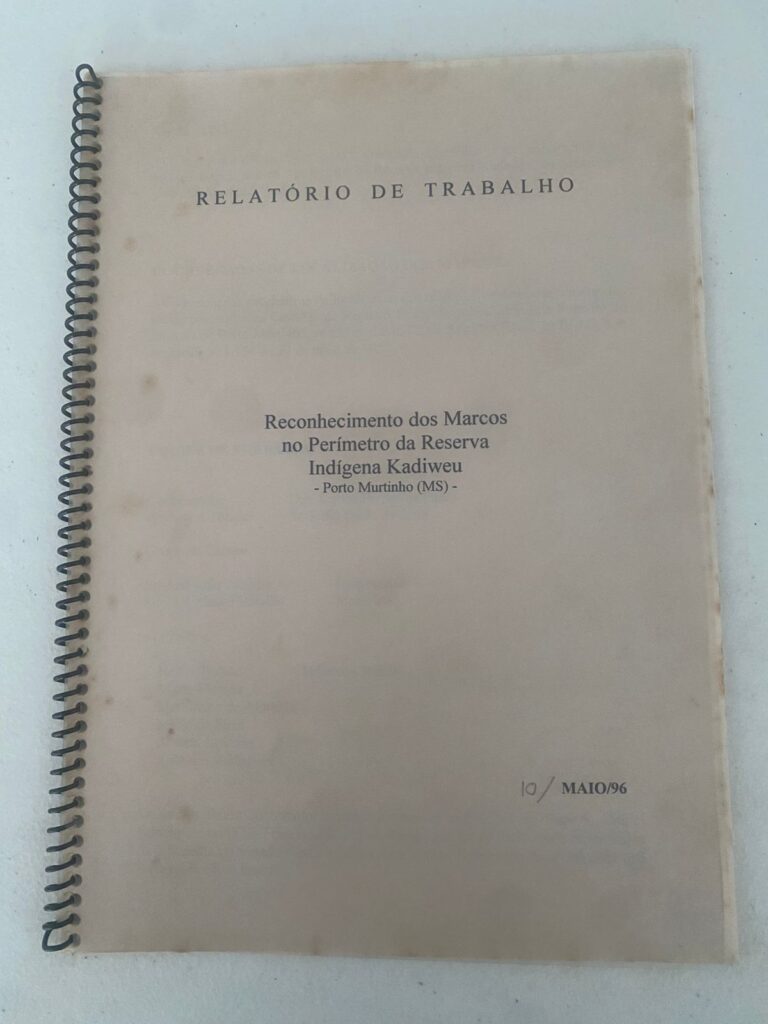 RELATÓRIO DE TRABALHO
Reconhecimento dos Marcos
no Perímetro da Reserva
Indígena Kadiweu
- Porto Murtinho (MS) -
10/ MAIO/96